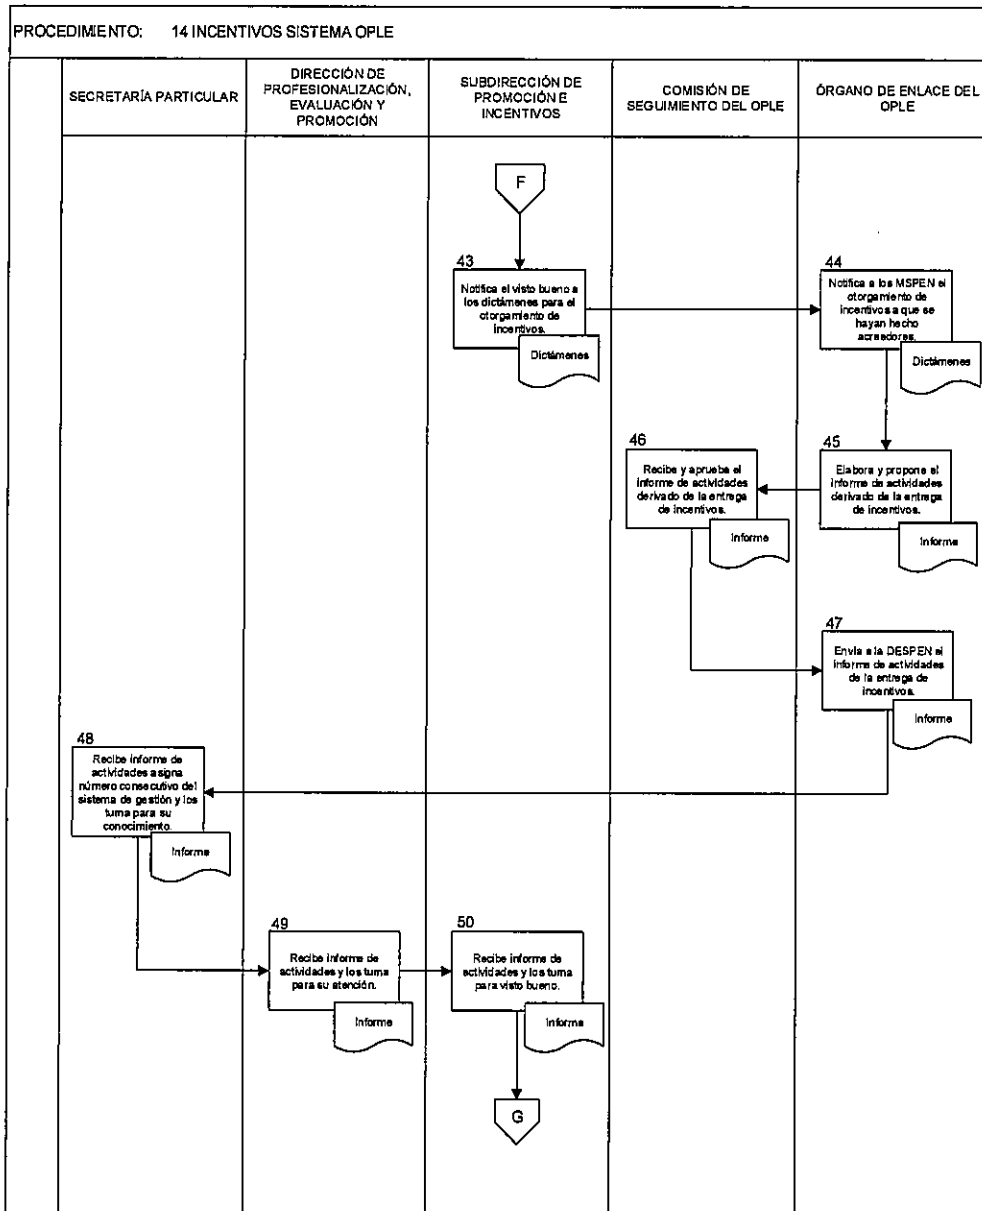 PROCEDIMIENTO: 14 INCENTIVOS SISTEMA OPLE
SECRETARÍA PARTICULAR
DIRECCIÓN DE
PROFESIONALIZACIÓN,
EVALUACIÓN Y
PROMOCIÓN
SUBDIRECCIÓN DE
PROMOCIÓN E
INCENTIVOS
COMISIÓN DE
SEGUIMIENTO DEL OPLE
ÓRGANO DE ENLACE DEL
OPLE
F
43
Notifica el visto bueno a
los dictámenes para el
otorgamiento de
incentivos.
Dictámenes
44
Notifica a los MSPEN el
otorgamiento de
incentivos a que se
hayan hecho
acreedores.
Dictámenes
45
Elabora y propone el
informe de actividades
derivado de la entrega
de incentivos.
Informe
46
Recibe y aprueba el
informe de actividades
derivado de la entrega
de incentivos.
Informe
47
Envía a la DESPEN el
informe de actividades
de la entrega de
incentivos.
Informe
48
Recibe informe de
actividades asigna
número consecutivo del
sistema de gestión y los
turna para su
conocimiento.
Informe
49
Recibe informe de
actividades y los turna
para su atención.
Informe
50
Recibe informe de
actividades y los turna
para visto bueno.
Informe
G